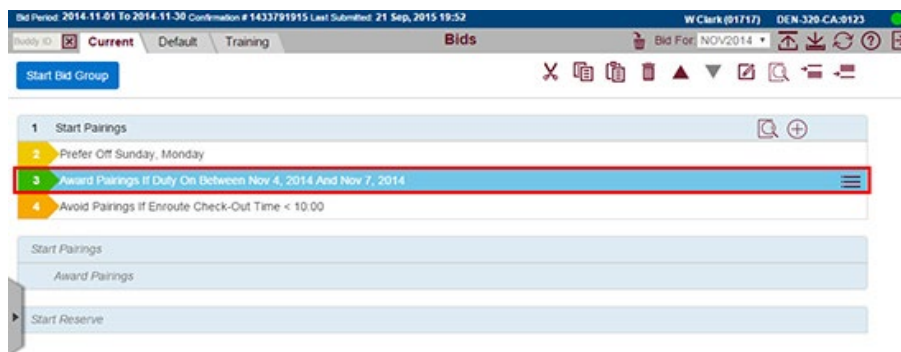 Bid Period: 2014-11-01 To 2014-11-30 Confirmation # 1433791915 Last Submitted: 21 Sep, 2015 19:52 W Clark (01717) DEN-320-CA:0123
Buddy ID Current Default Training Bids Bid For: NOV2014
Start Bid Group
1 Start Pairings
2 Prefer Off Sunday, Monday
3 Award Pairings If Duty On Between Nov 4, 2014 And Nov 7, 2014
4 Avoid Pairings If Enroute Check-Out Time < 10:00
Start Pairings
Award Pairings
Start Reserve